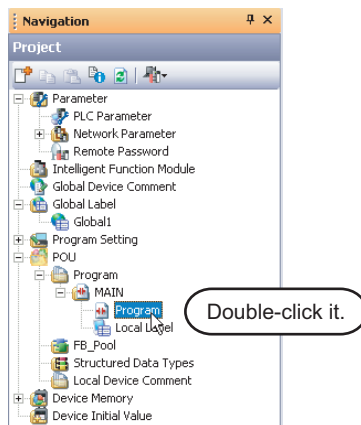 Navigation
Project
Parameter
PLC Parameter
Network Parameter
Remote Password
Intelligent Function Module
Global Device Comment
Global Label
Global1
Program Setting
POU
Program
MAIN
Program
Double-click it.
Local Label
FB_Pool
Structured Data Types
Local Device Comment
Device Memory
Device Initial Value